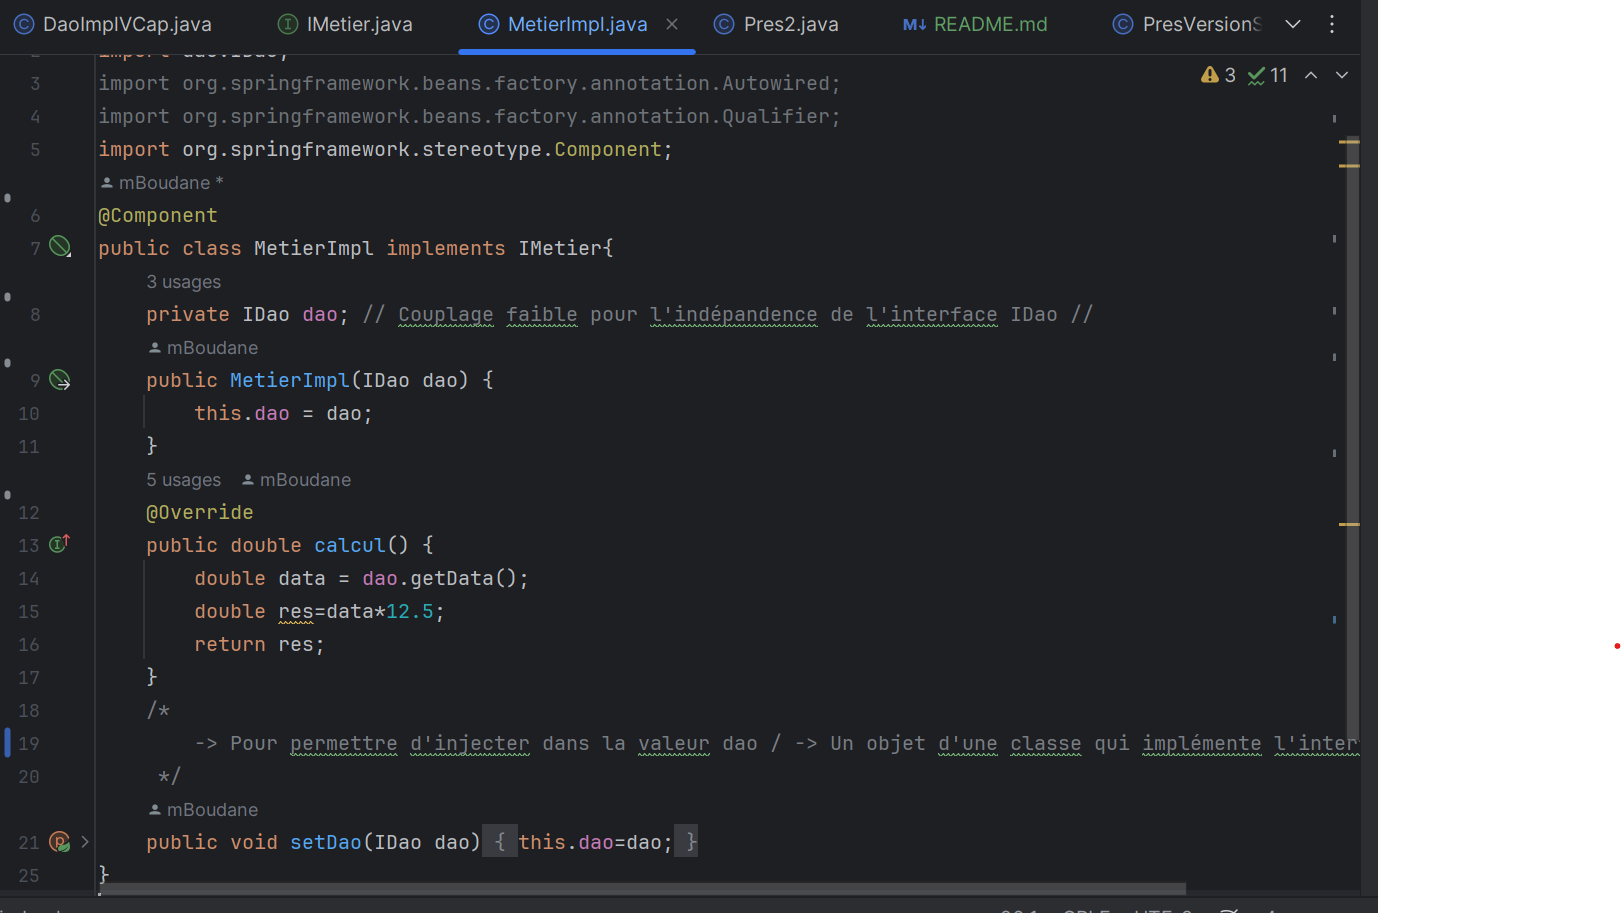 DaoImplVCap.java IMetier.java MetierImpl.java Pres2.java README.md PresVersionS
3 11
3 import org.springframework.beans.factory.annotation.Autowired;
4 import org.springframework.beans.factory.annotation.Qualifier;
5 import org.springframework.stereotype.Component;
mBoudane *
6 @Component
7 public class MetierImpl implements IMetier{
3 usages
8 private IDao dao; // Couplage faible pour l'indépandence de l'interface IDao //
mBoudane
9 public MetierImpl(IDao dao) {
10 this.dao = dao;
11 }
5 usages mBoudane
12 @Override
13 public double calcul() {
14 double data = dao.getData();
15 double res=data*12.5;
16 return res;
17 }
18 /*
19 -> Pour permettre d'injecter dans la valeur dao / -> Un objet d'une classe qui implémente l'inter
20 */
mBoudane
21 public void setDao(IDao dao) { this.dao=dao; }
25 }